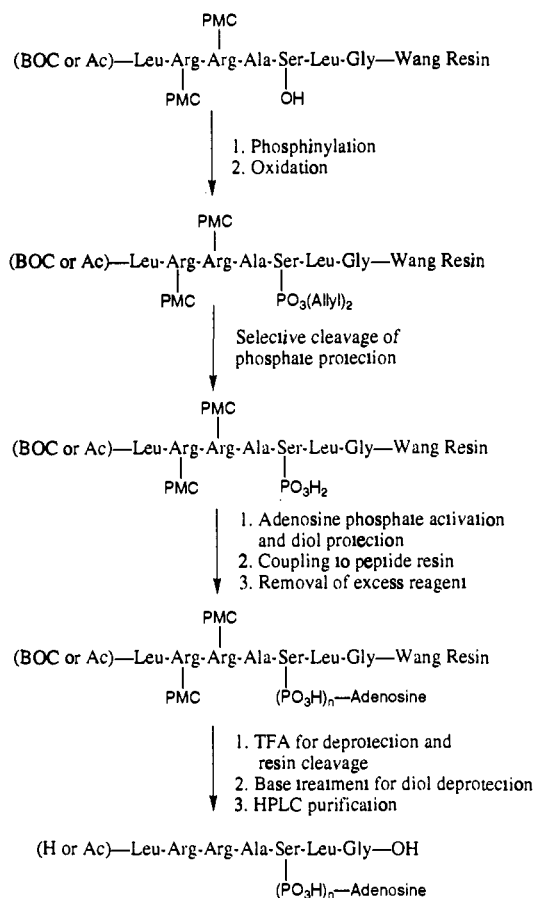 PMC
(BOC or Ac)—Leu-Arg-Arg-Ala-Ser-Leu-Gly—Wang Resin
PMC
OH
1. Phosphinylation
2. Oxidation
PMC
(BOC or Ac)—Leu-Arg-Arg-Ala-Ser-Leu-Gly—Wang Resin
PMC
PO3(Allyl)2
Selective cleavage of
phosphate protection
PMC
(BOC or Ac)—Leu-Arg-Arg-Ala-Ser-Leu-Gly—Wang Resin
PMC
PO3H2
1. Adenosine phosphate activation
and diol protection
2. Coupling to peptide resin
3. Removal of excess reagent
PMC
(BOC or Ac)—Leu-Arg-Arg-Ala-Ser-Leu-Gly—Wang Resin
PMC
(PO3H)n—Adenosine
1. TFA for deprotection and
resin cleavage
2. Base treatment for diol deprotection
3. HPLC purification
(H or Ac)—Leu-Arg-Arg-Ala-Ser-Leu-Gly—OH
(PO3H)n—Adenosine